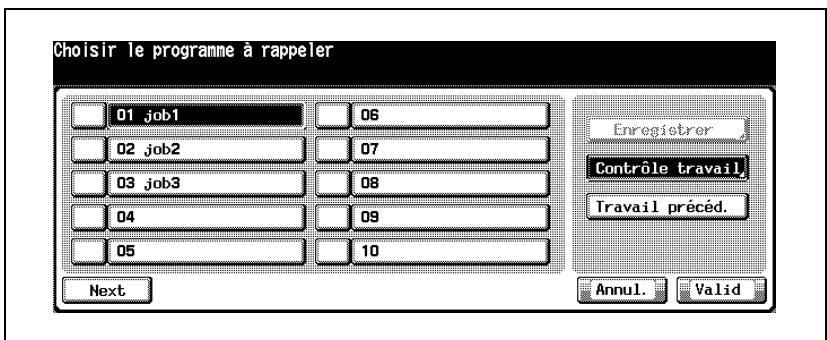 Choisir le programme à rappeler
01 job1
02 job2
03 job3
04
05
06
07
08
09
10
Enregistrer
Contrôle travail
Travail précéd.
Next
Annul.
Valid